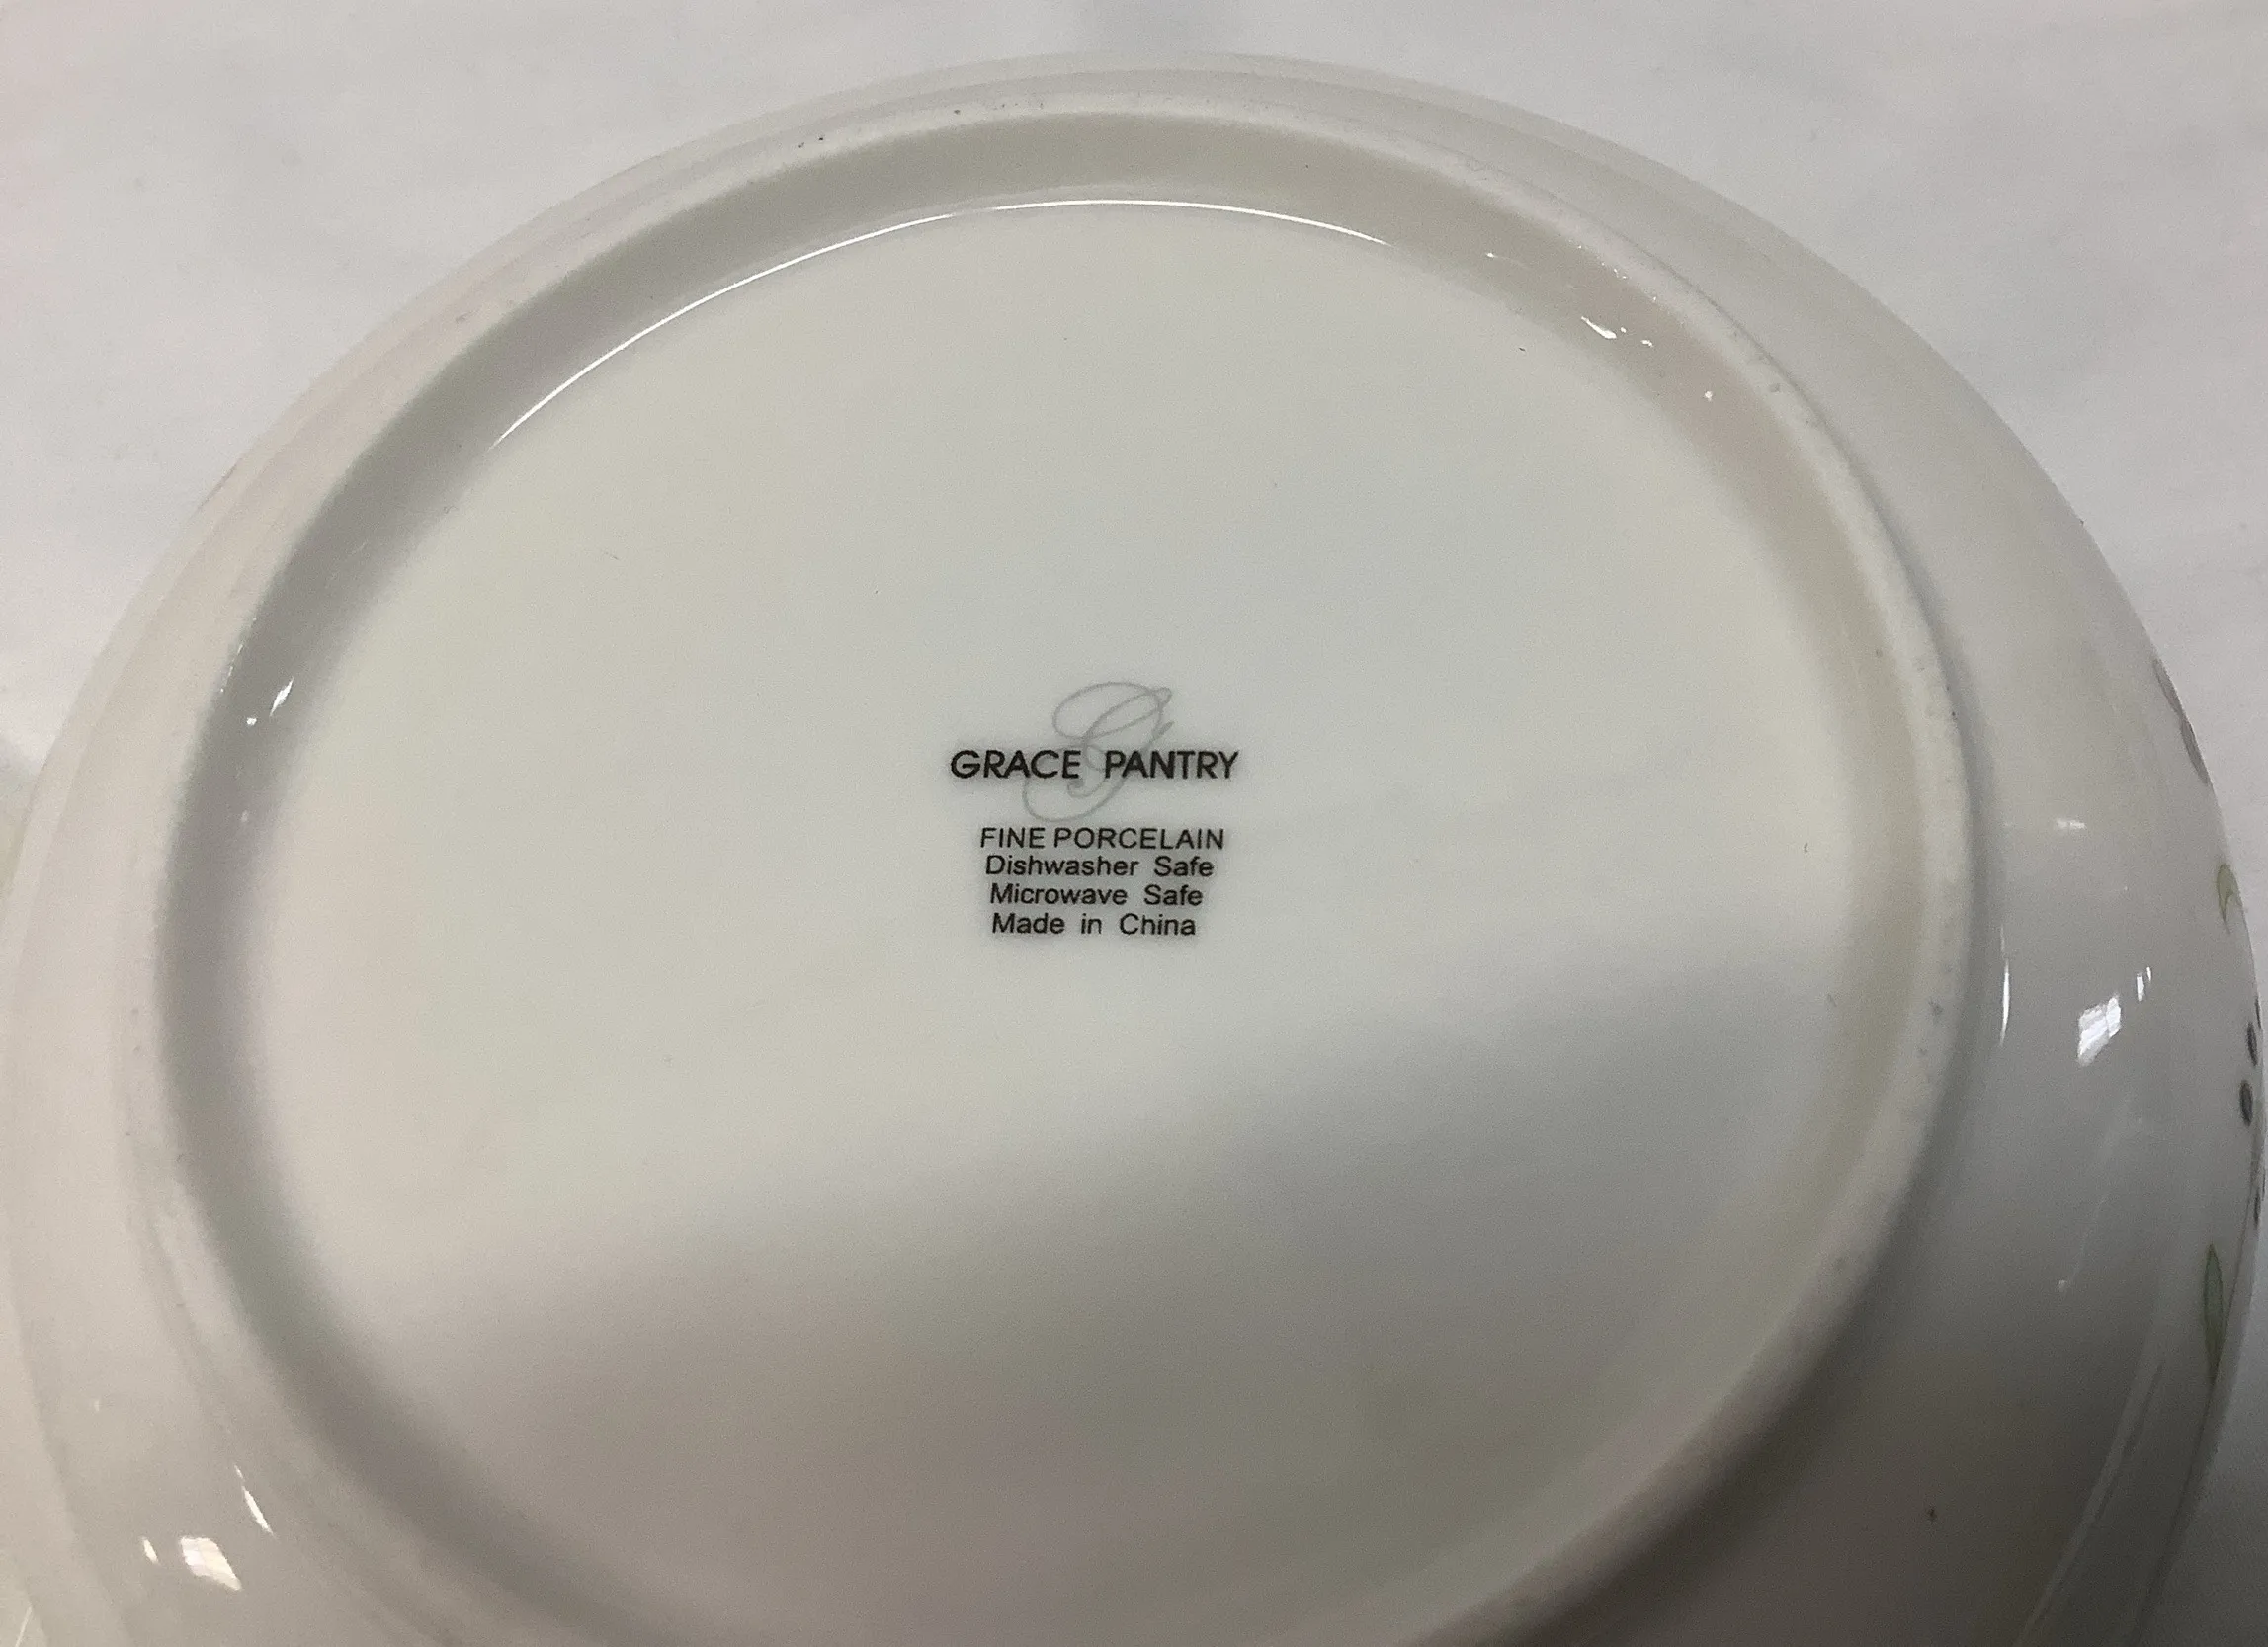 G
GRACE PANTRY
FINE PORCELAIN
Dishwasher Safe
Microwave Safe
Made in China